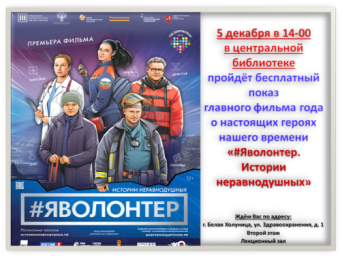 ПРЕМЬЕРА ФИЛЬМА
ИСТОРИИ НЕРАВНОДУШНЫХ
#ЯВОЛОНТЕР
5 декабря в 14-00
в центральной
библиотеке
пройдёт бесплатный
показ
главного фильма года
о настоящих героях
нашего времени
«#Яволонтер.
Истории
неравнодушных»
Ждём Вас по адресу:
г. Белая Холуница, ул. Здравоохранения, д. 1
Второй этаж
Лекционный зал